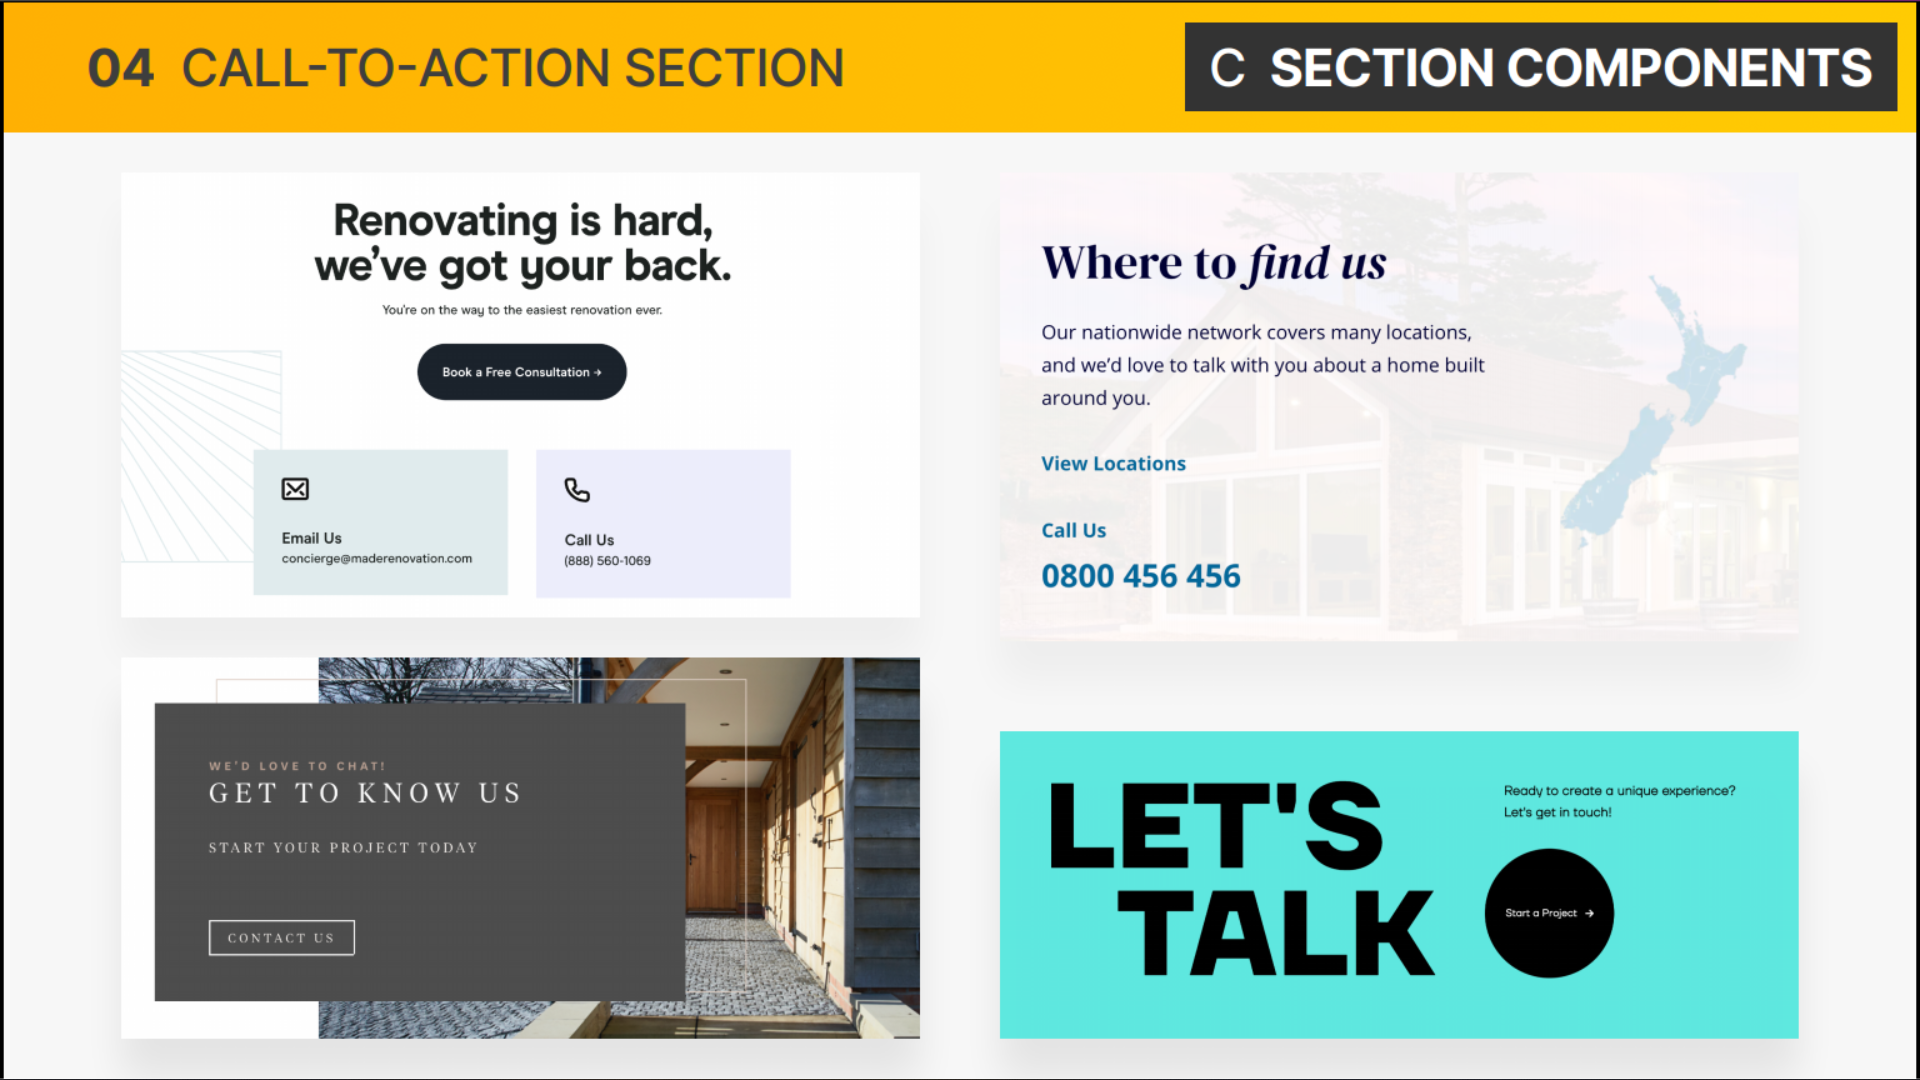 04 CALL-TO-ACTION SECTION
C SECTION COMPONENTS
Renovating is hard,
we’ve got your back.
You're on the way to the easiest renovation ever.
Book a Free Consultation →
Email Us
concierge@maderenovation.com
Call Us
(888) 560-1069
Where to find us
Our nationwide network covers many locations,
and we’d love to talk with you about a home built
around you.
View Locations
Call Us
0800 456 456
WE'D LOVE TO CHAT!
GET TO KNOW US
START YOUR PROJECT TODAY
CONTACT US
LET'S
TALK
Ready to create a unique experience?
Let's get in touch!
Start a Project →